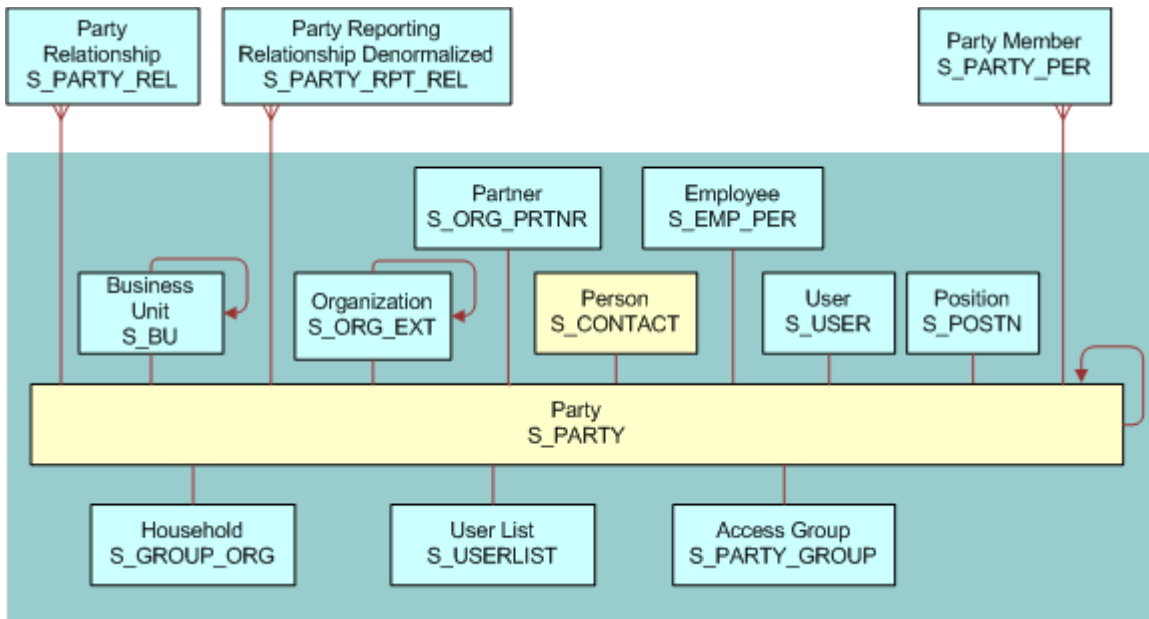 Party
Relationship
S_PARTY_REL
Party Reporting
Relationship Denormalized
S_PARTY_RPT_REL
Party Member
S_PARTY_PER
Partner
S_ORG_PRTNR
Employee
S_EMP_PER
Business
Unit
S_BU
Organization
S_ORG_EXT
Person
S_CONTACT
User
S_USER
Position
S_POSTN
Party
S_PARTY
Household
S_GROUP_ORG
User List
S_USERLIST
Access Group
S_PARTY_GROUP